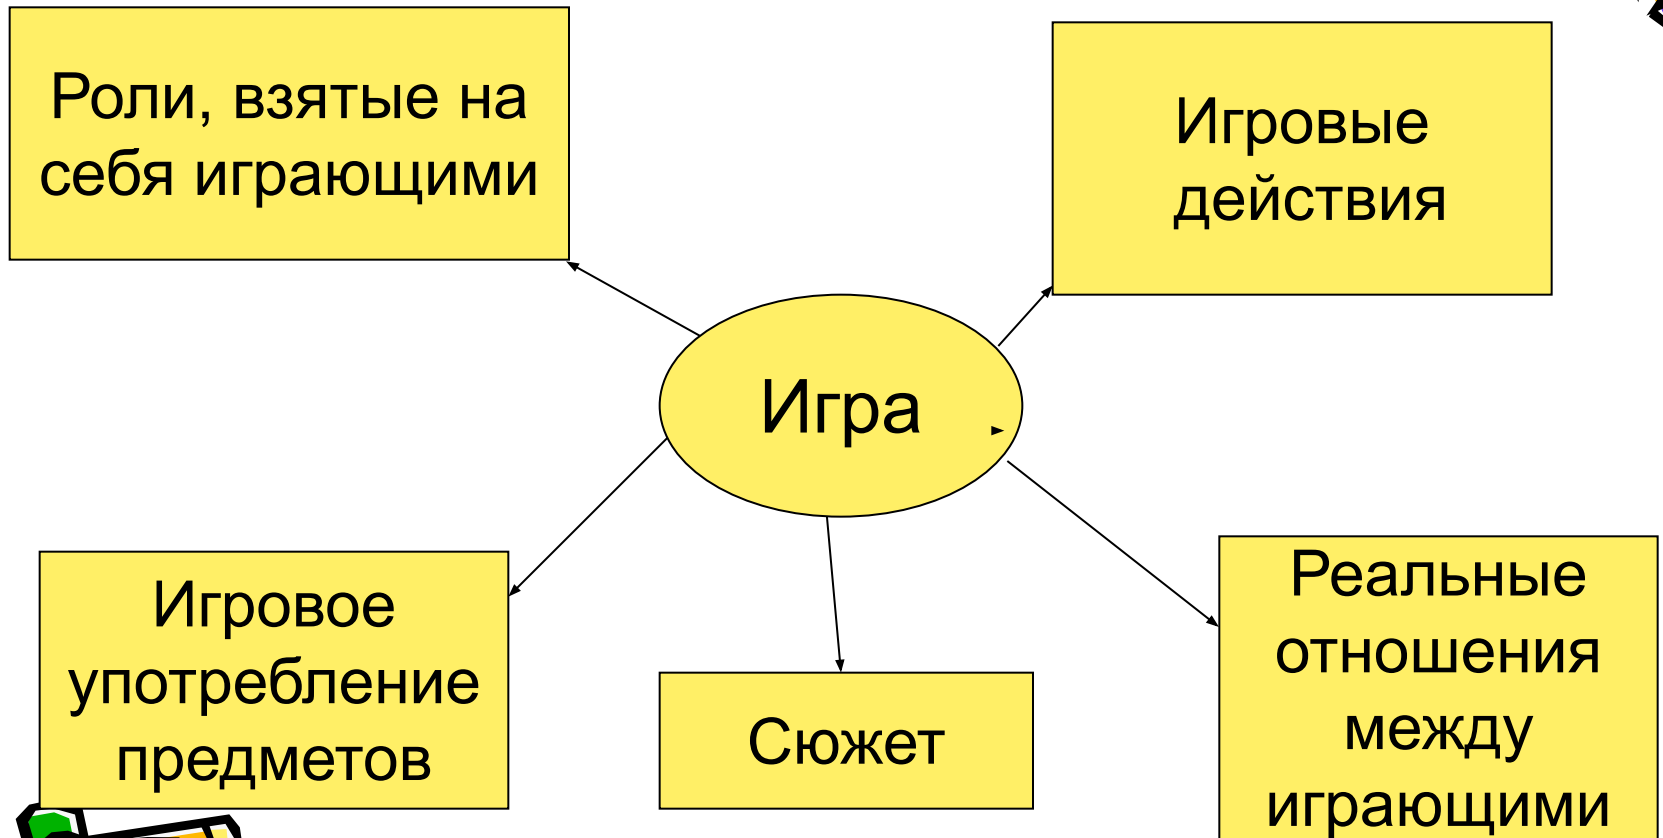 Роли, взятые на
себя играющими
Игровые
действия
Игра
Игровое
употребление
предметов
Сюжет
Реальные
отношения
между
играющими